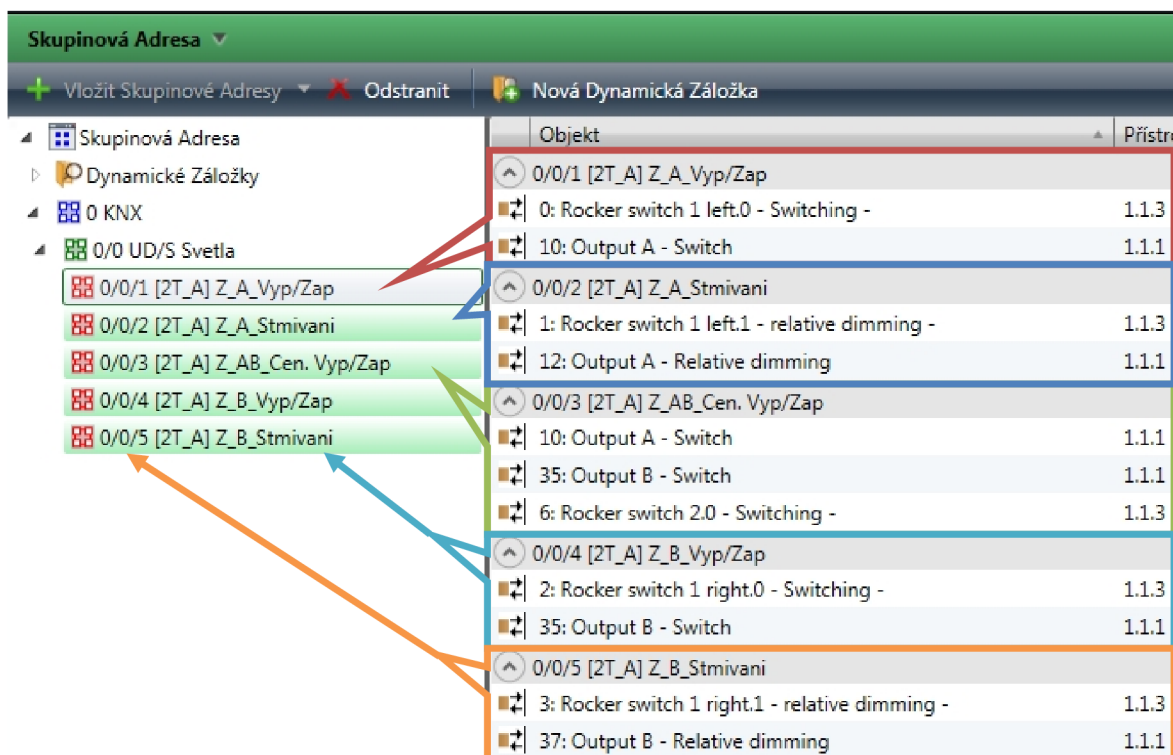 Skupinová Adresa
Vložit Skupinové Adresy Odstranit Nová Dynamická Záložka
Skupinová Adresa
Dynamické Záložky
0 KNX
0/0 UD/S Svetla
0/0/1 [2T_A] Z_A_Vyp/Zap
0/0/2 [2T_A] Z_A_Stmivani
0/0/3 [2T_A] Z_AB_Cen. Vyp/Zap
0/0/4 [2T_A] Z_B_Vyp/Zap
0/0/5 [2T_A] Z_B_Stmivani
Objekt Přístro
0/0/1 [2T_A] Z_A_Vyp/Zap
0: Rocker switch 1 left.0 - Switching - 1.1.3
10: Output A - Switch 1.1.1
0/0/2 [2T_A] Z_A_Stmivani
1: Rocker switch 1 left.1 - relative dimming - 1.1.3
12: Output A - Relative dimming 1.1.1
0/0/3 [2T_A] Z_AB_Cen. Vyp/Zap
10: Output A - Switch 1.1.1
35: Output B - Switch 1.1.1
6: Rocker switch 2.0 - Switching - 1.1.3
0/0/4 [2T_A] Z_B_Vyp/Zap
2: Rocker switch 1 right.0 - Switching - 1.1.3
35: Output B - Switch 1.1.1
0/0/5 [2T_A] Z_B_Stmivani
3: Rocker switch 1 right.1 - relative dimming - 1.1.3
37: Output B - Relative dimming 1.1.1